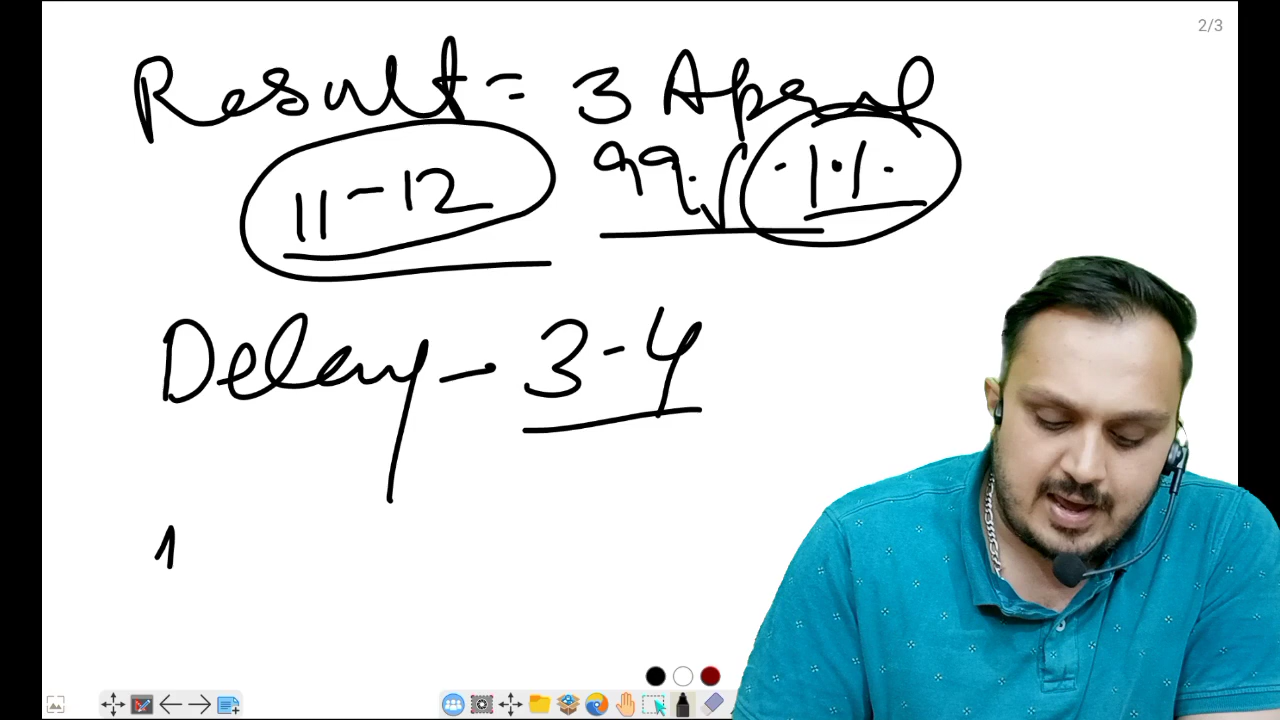 2/3
Result = 3 April
11-12 99% .1%.
Delay - 3-4
1